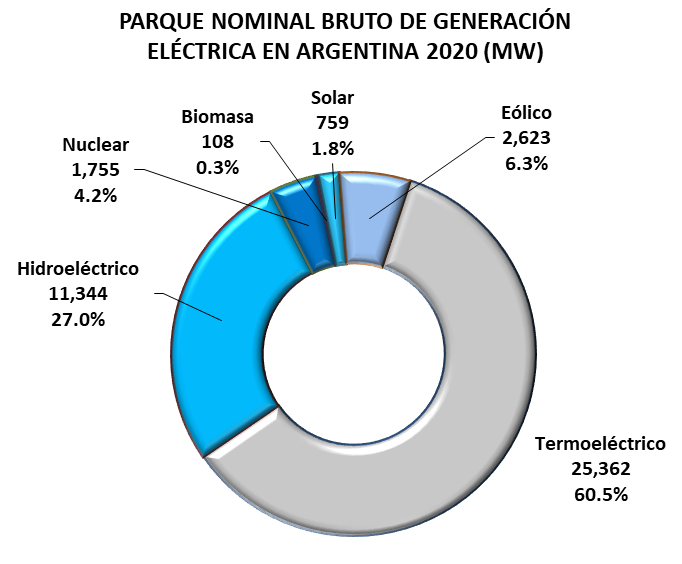 PARQUE NOMINAL BRUTO DE GENERACIÓN
ELÉCTRICA EN ARGENTINA 2020 (MW)
Solar
759
1.8%
Biomasa
108
0.3%
Nuclear
1,755
4.2%
Eólico
2,623
6.3%
Hidroeléctrico
11,344
27.0%
Termoeléctrico
25,362
60.5%